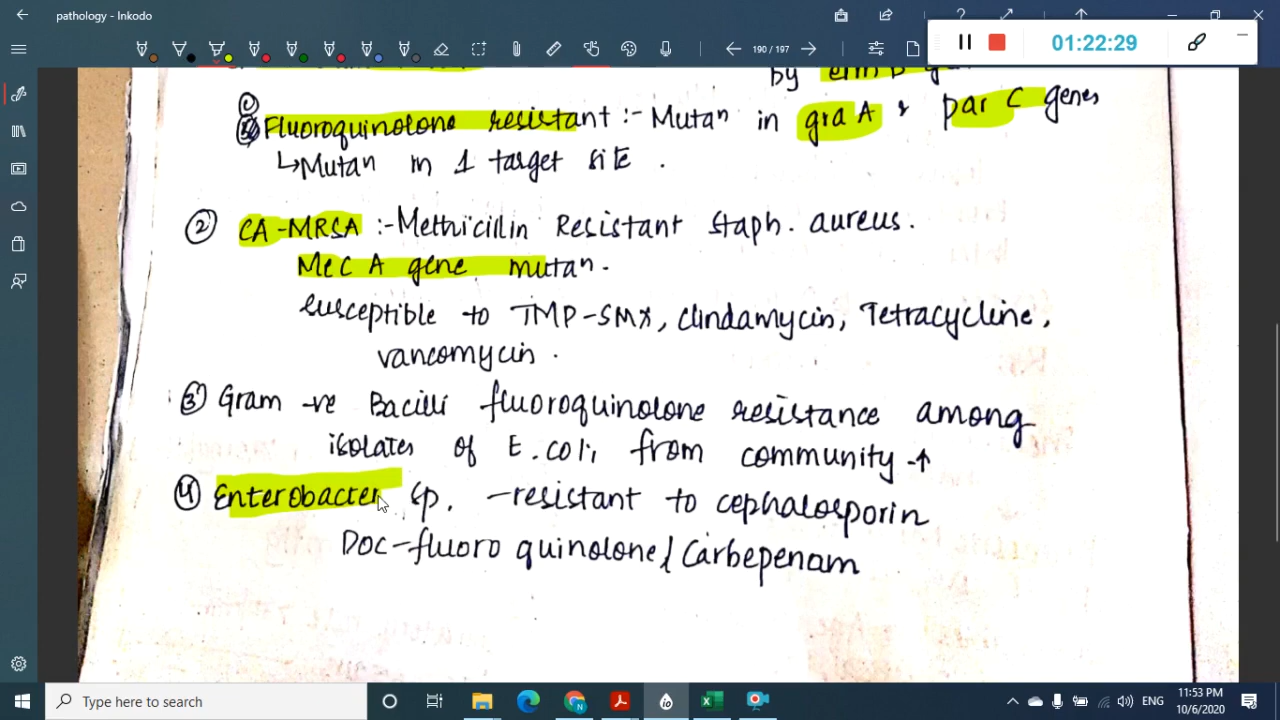 pathology - Inkodo
190 / 197
01:22:29
by erm B
① Fluoroquinolone resistant :- Mutan in gra A & par C genes
↳Mutan in 1 target site .
② CA-MRSA :- Methicillin Resistant Staph. aureus.
Mec A gene mutan.
susceptible to TMP-SMX, clindamycin, Tetracycline,
vancomycin .
③ Gram -ve Bacilli fluoroquinolone resistance among
isolates of E.coli from community ↑
④ Enterobacter sp. - resistant to cephalosporin
Doc-fluoro quinolone/ Carbepenam
Type here to search
ENG
11:53 PM
10/6/2020